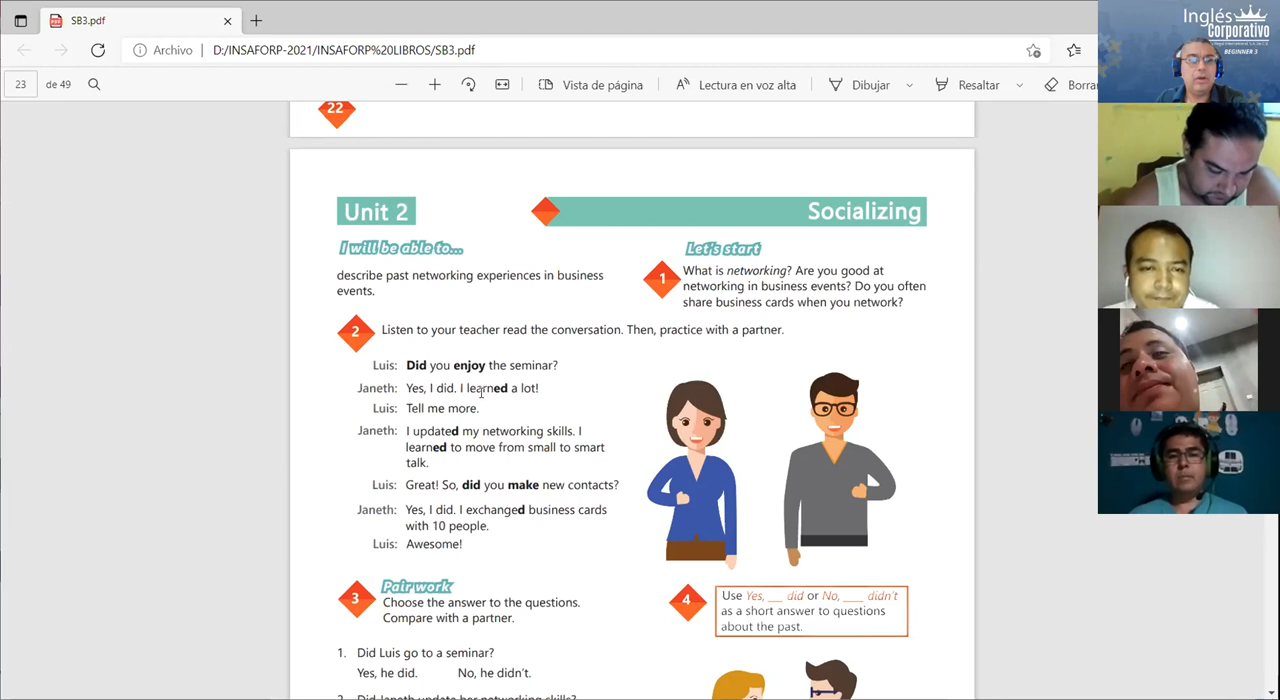 SB3.pdf
Archivo D:/INSAFORP-2021/INSAFORP%20LIBROS/SB3.pdf
23 de 49 Vista de página Lectura en voz alta Dibujar Resaltar Borrar
22
Unit 2 Socializing
I will be able to...
describe past networking experiences in business
events.
Let's start
1 What is networking? Are you good at
networking in business events? Do you often
share business cards when you network?
2 Listen to your teacher read the conversation. Then, practice with a partner.
Luis: Did you enjoy the seminar?
Janeth: Yes, I did. I learned a lot!
Luis: Tell me more.
Janeth: I updated my networking skills. I
learned to move from small to smart
talk.
Luis: Great! So, did you make new contacts?
Janeth: Yes, I did. I exchanged business cards
with 10 people.
Luis: Awesome!
3 Pair work
Choose the answer to the questions.
Compare with a partner.
4 Use Yes, ___ did or No, ____ didn't
as a short answer to questions
about the past.
1. Did Luis go to a seminar?
Yes, he did. No, he didn't.
2. Did Janeth update her networking skills?
Inglés
Corporativo
BEGINNER 3